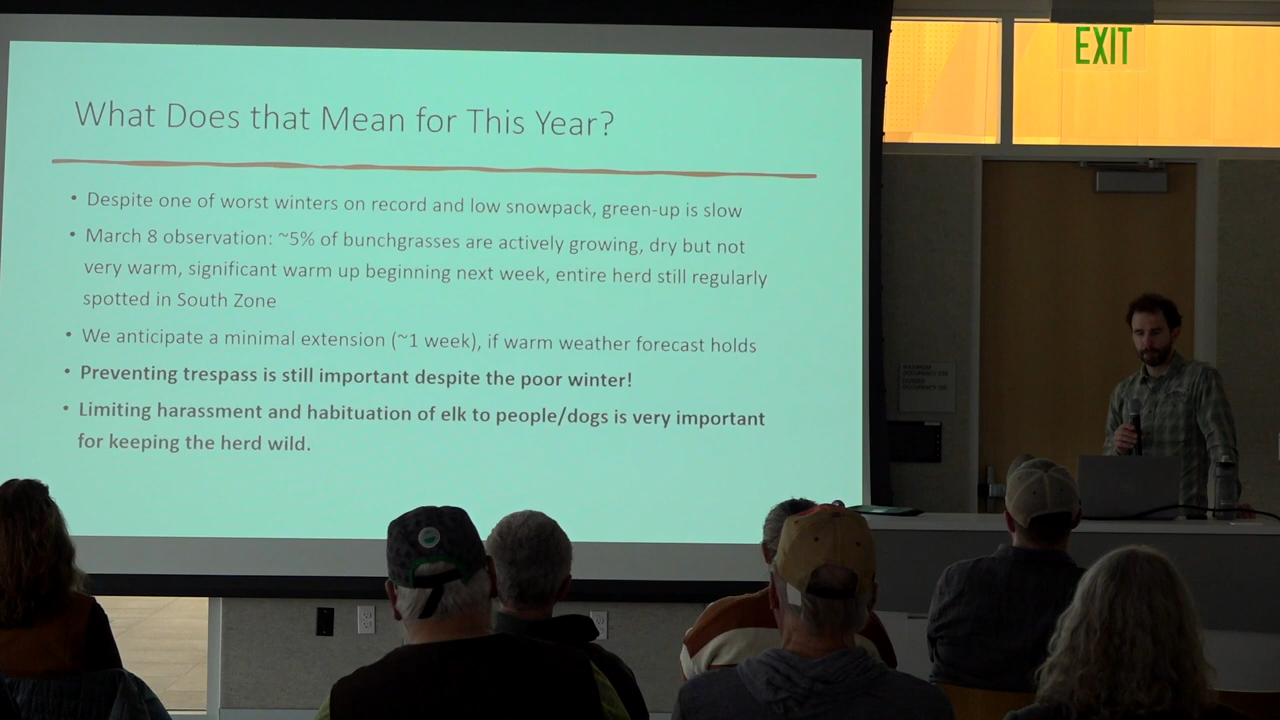 EXIT
What Does that Mean for This Year?
• Despite one of worst winters on record and low snowpack, green-up is slow
• March 8 observation: ~5% of bunchgrasses are actively growing, dry but not
very warm, significant warm up beginning next week, entire herd still regularly
spotted in South Zone
• We anticipate a minimal extension (~1 week), if warm weather forecast holds
• Preventing trespass is still important despite the poor winter!
• Limiting harassment and habituation of elk to people/dogs is very important
for keeping the herd wild.
MAXIMUM